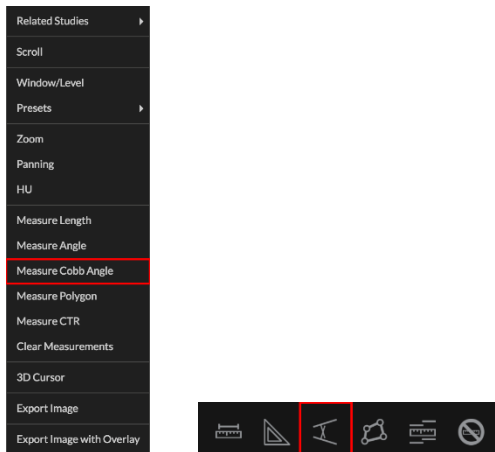 Related Studies
Scroll
Window/Level
Presets
Zoom
Panning
HU
Measure Length
Measure Angle
Measure Cobb Angle
Measure Polygon
Measure CTR
Clear Measurements
3D Cursor
Export Image
Export Image with Overlay